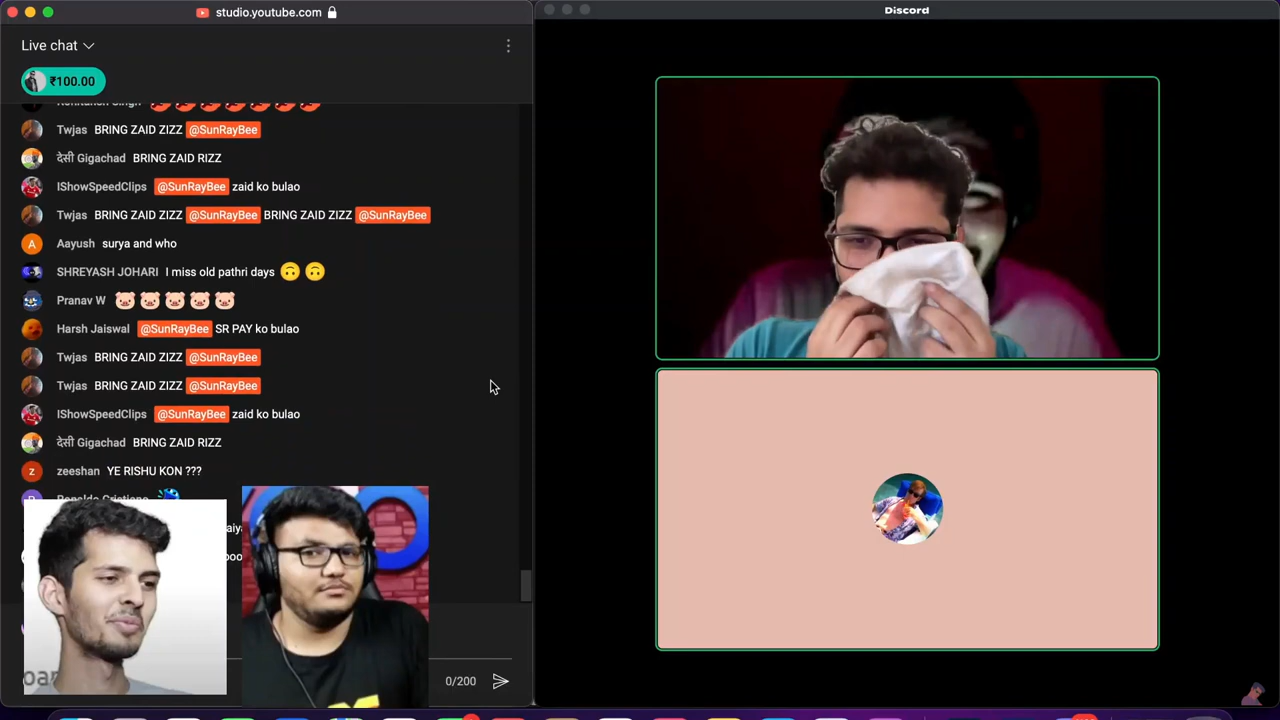 studio.youtube.com
Discord
Live chat
₹100.00
Twjas BRING ZAID ZIZZ @SunRayBee
देसी Gigachad BRING ZAID RIZZ
IShowSpeedClips @SunRayBee zaid ko bulao
Twjas BRING ZAID ZIZZ @SunRayBee BRING ZAID ZIZZ @SunRayBee
Aayush surya and who
SHREYASH JOHARI I miss old pathri days 🙃 🙃
Pranav W 🐷 🐷 🐷 🐷 🐷
Harsh Jaiswal @SunRayBee SR PAY ko bulao
Twjas BRING ZAID ZIZZ @SunRayBee
Twjas BRING ZAID ZIZZ @SunRayBee
IShowSpeedClips @SunRayBee zaid ko bulao
देसी Gigachad BRING ZAID RIZZ
zeeshan YE RISHU KON ???
Ronaldo Cristiano
0/200